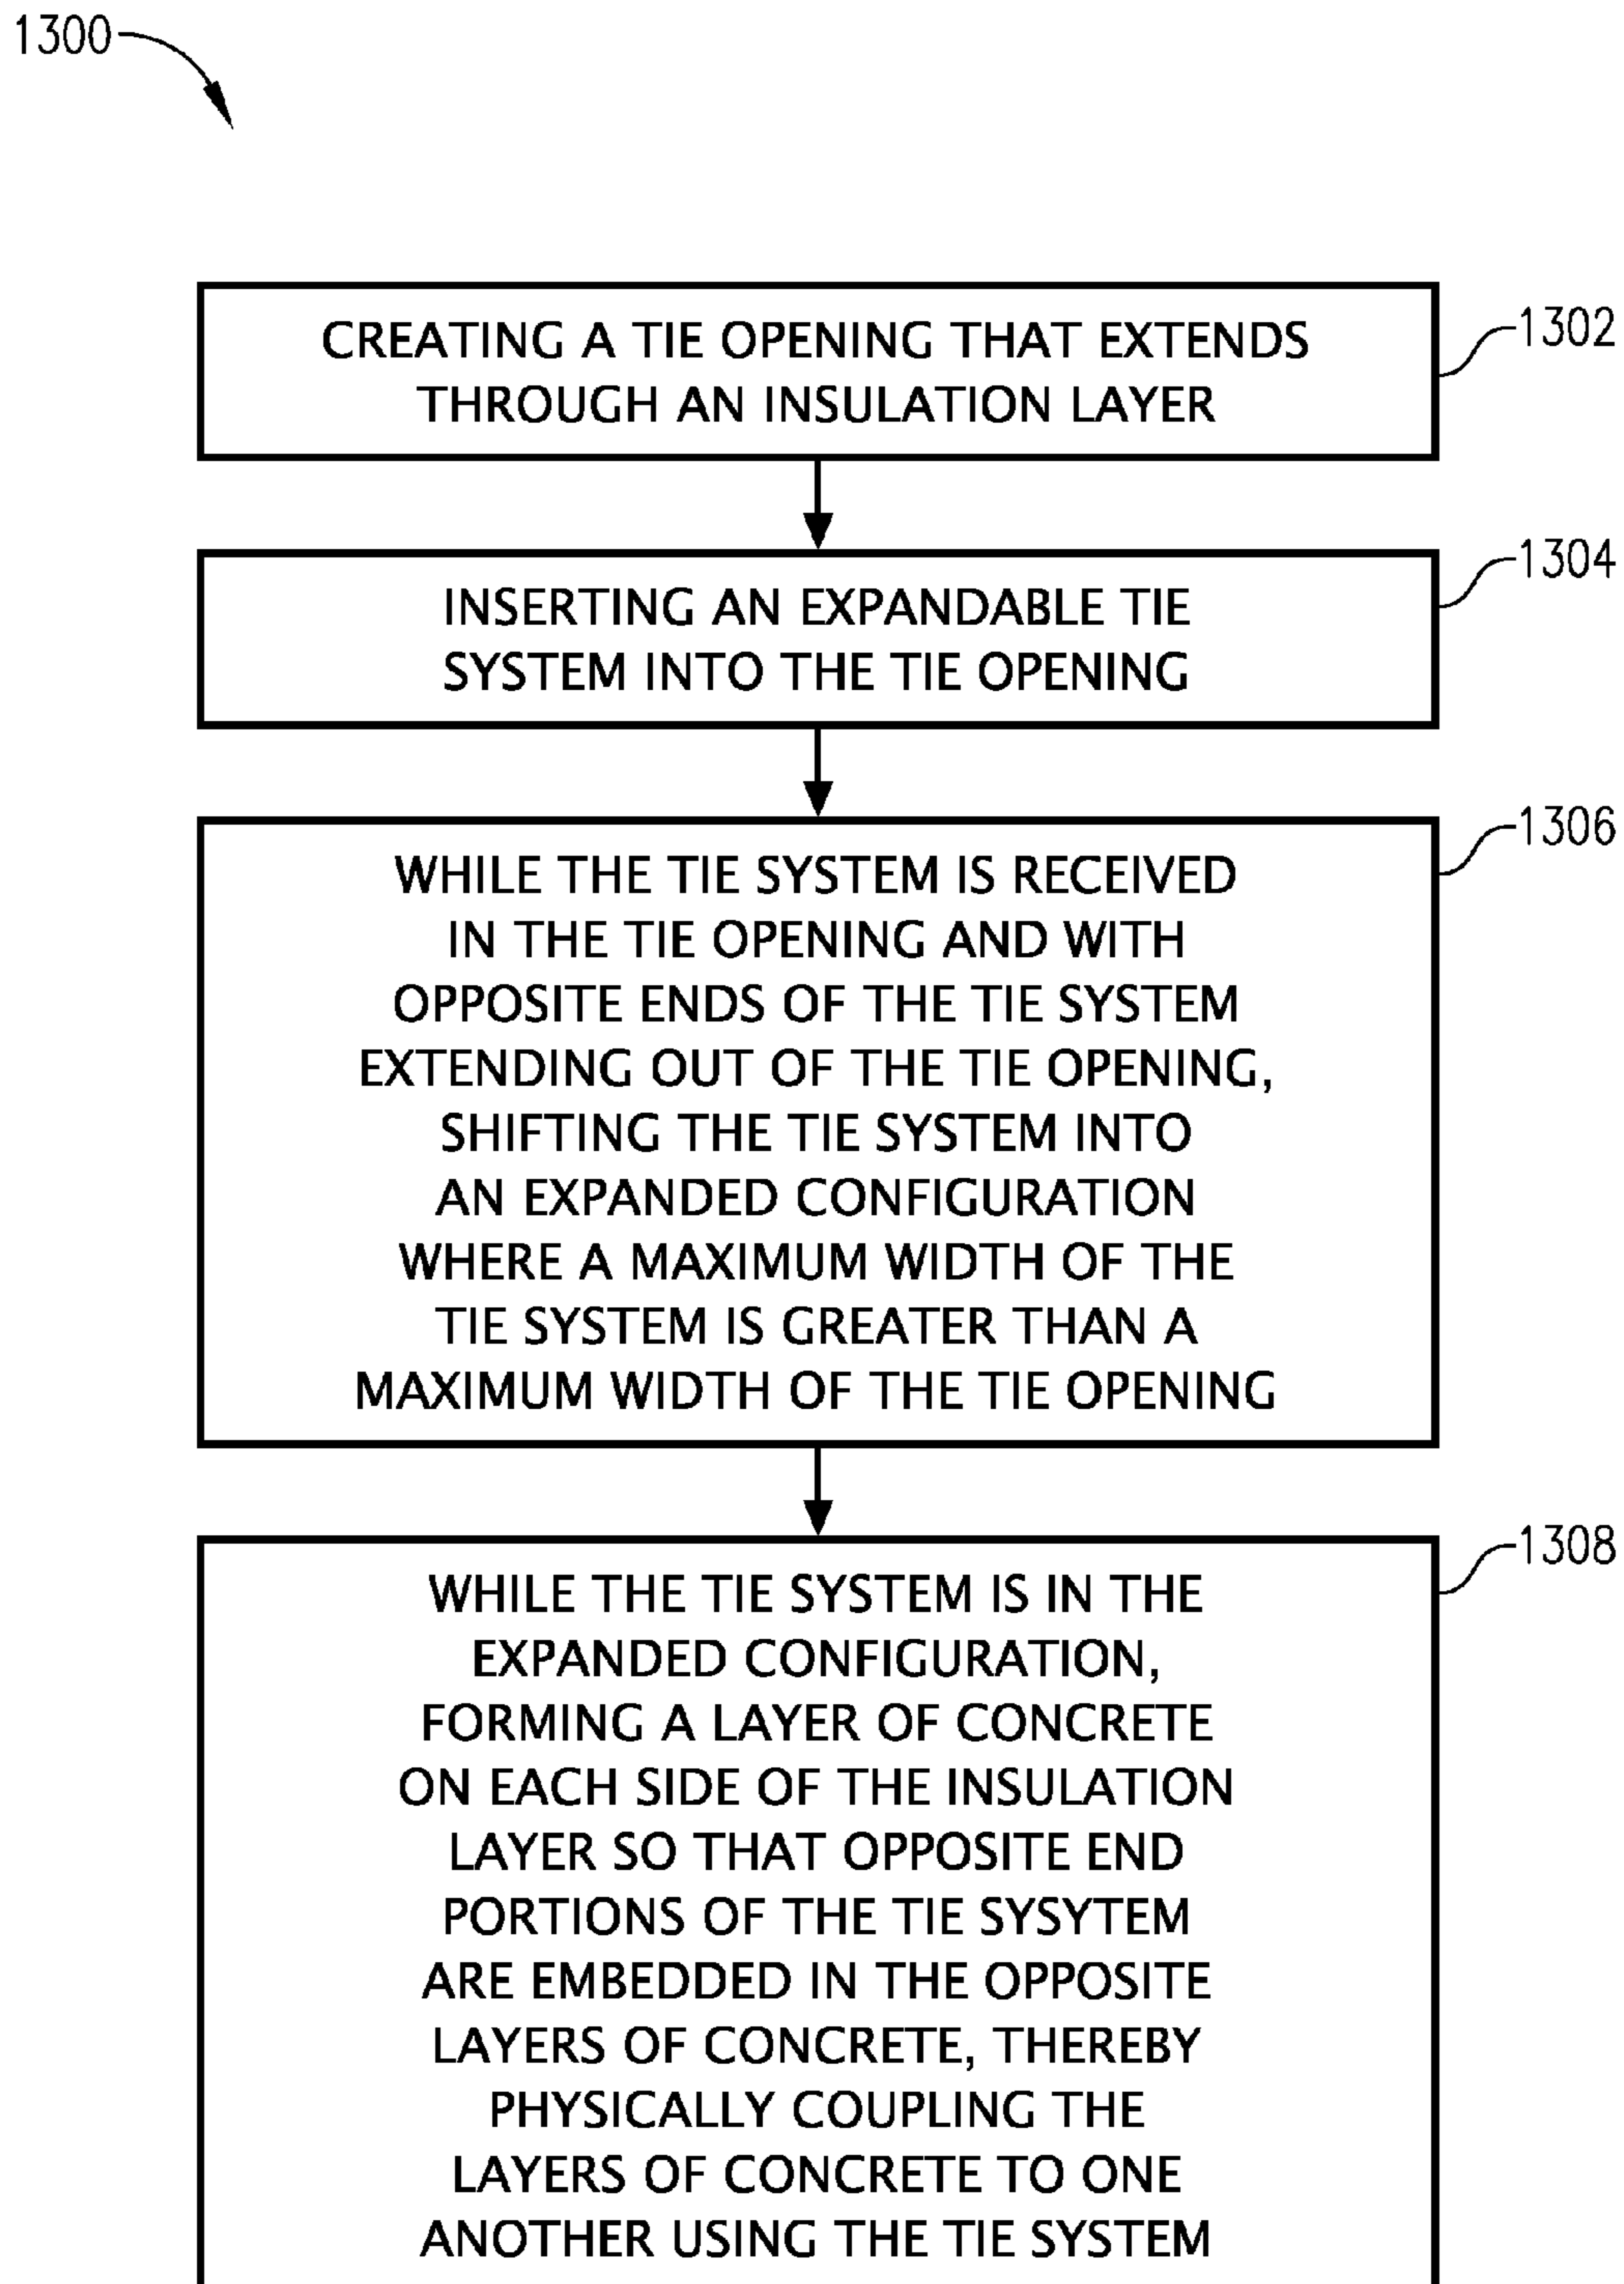 1300
CREATING A TIE OPENING THAT EXTENDS
THROUGH AN INSULATION LAYER
1302
INSERTING AN EXPANDABLE TIE
SYSTEM INTO THE TIE OPENING
1304
WHILE THE TIE SYSTEM IS RECEIVED
IN THE TIE OPENING AND WITH
OPPOSITE ENDS OF THE TIE SYSTEM
EXTENDING OUT OF THE TIE OPENING,
SHIFTING THE TIE SYSTEM INTO
AN EXPANDED CONFIGURATION
WHERE A MAXIMUM WIDTH OF THE
TIE SYSTEM IS GREATER THAN A
MAXIMUM WIDTH OF THE TIE OPENING
1306
WHILE THE TIE SYSTEM IS IN THE
EXPANDED CONFIGURATION,
FORMING A LAYER OF CONCRETE
ON EACH SIDE OF THE INSULATION
LAYER SO THAT OPPOSITE END
PORTIONS OF THE TIE SYSYTEM
ARE EMBEDDED IN THE OPPOSITE
LAYERS OF CONCRETE, THEREBY
PHYSICALLY COUPLING THE
LAYERS OF CONCRETE TO ONE
ANOTHER USING THE TIE SYSTEM
1308